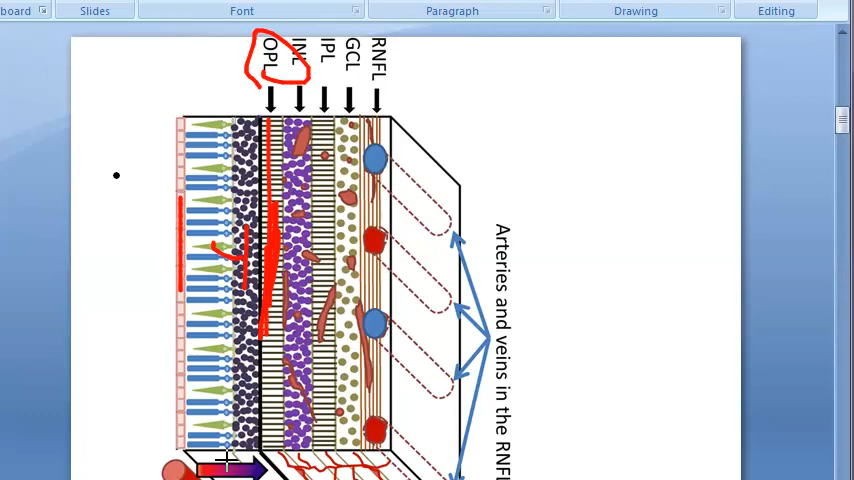 board
Slides
Font
Paragraph
Drawing
Editing
OPL
INL
IPL
GCL
RNFL
Arteries and veins in the RNFL